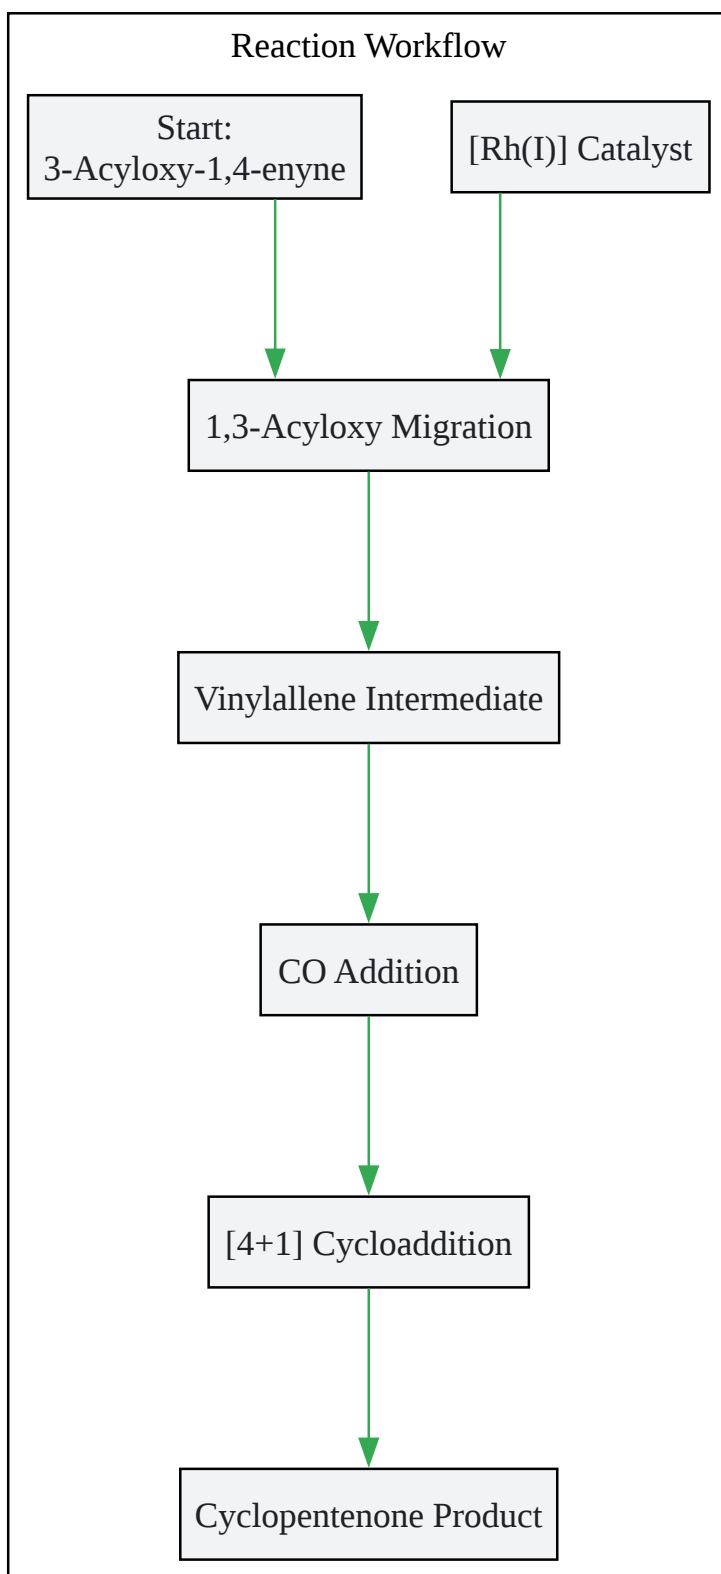 Reaction Workflow
Start:
3-Acyloxy-1,4-enyne
[Rh(I)] Catalyst
1,3-Acyloxy Migration
Vinylallene Intermediate
CO Addition
[4+1] Cycloaddition
Cyclopentenone Product